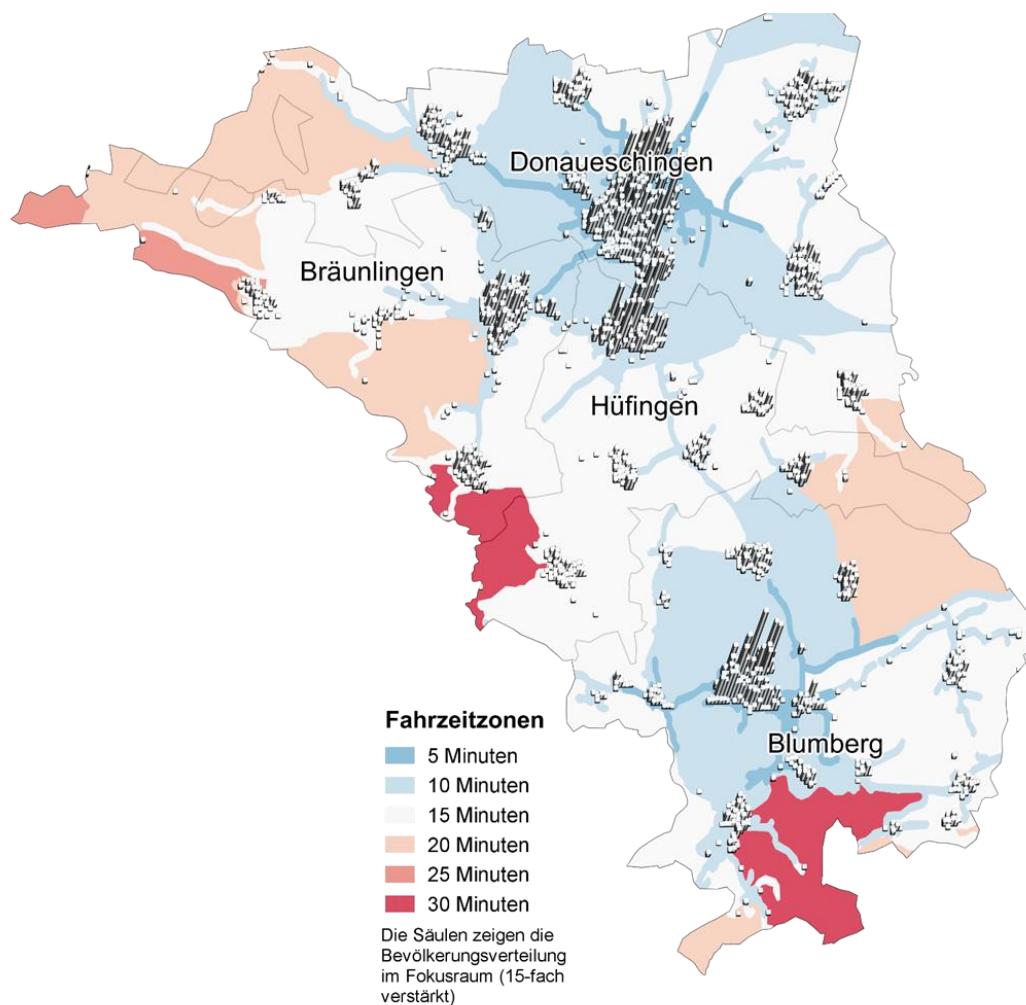 Donaueschingen
Bräunlingen
Hüfingen
Blumberg
Fahrzeitzonen
5 Minuten
10 Minuten
15 Minuten
20 Minuten
25 Minuten
30 Minuten
Die Säulen zeigen die
Bevölkerungsverteilung
im Fokusraum (15-fach
verstärkt)